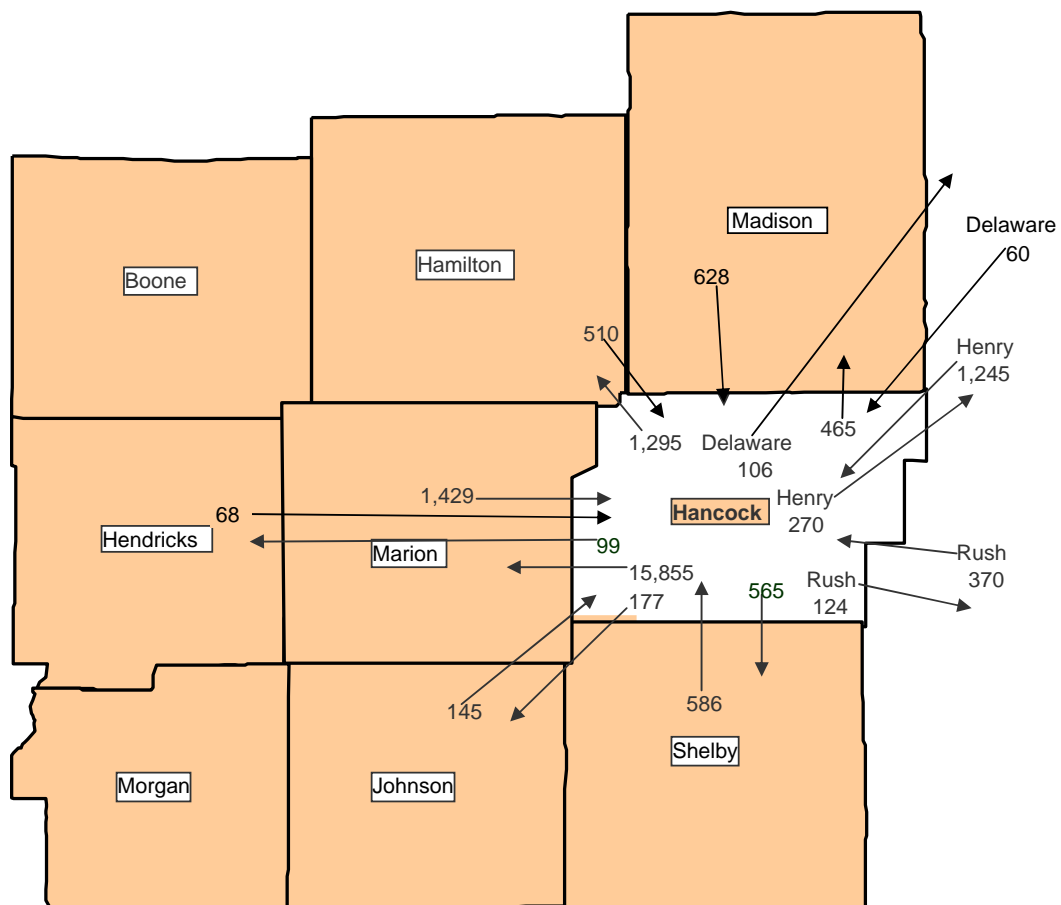 Madison
Delaware
60
Hamilton
Boone
628
510
Henry
1,245
1,295
Delaware
106
465
1,429
Henry
270
Hancock
68
Hendricks
99
Marion
Rush
370
15,855
177
565
Rush
124
145
586
Shelby
Morgan
Johnson